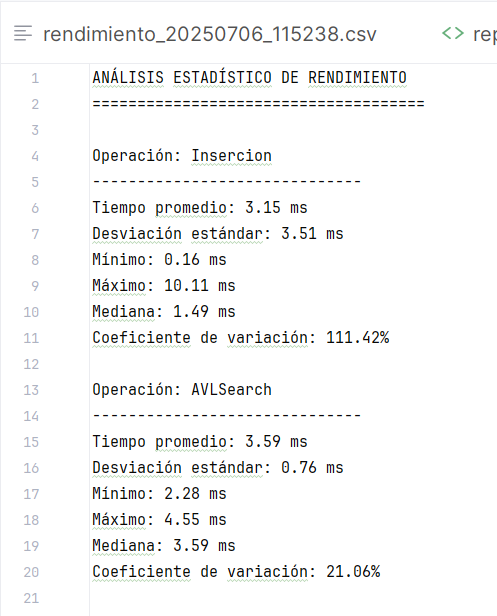 rendimiento_20250706_115238.csv <> rep
1 ANÁLISIS ESTADÍSTICO DE RENDIMIENTO
2 =====================================
3
4 Operación: Insercion
5 ------------------------------
6 Tiempo promedio: 3.15 ms
7 Desviación estándar: 3.51 ms
8 Mínimo: 0.16 ms
9 Máximo: 10.11 ms
10 Mediana: 1.49 ms
11 Coeficiente de variación: 111.42%
12
13 Operación: AVLSearch
14 ------------------------------
15 Tiempo promedio: 3.59 ms
16 Desviación estándar: 0.76 ms
17 Mínimo: 2.28 ms
18 Máximo: 4.55 ms
19 Mediana: 3.59 ms
20 Coeficiente de variación: 21.06%
21